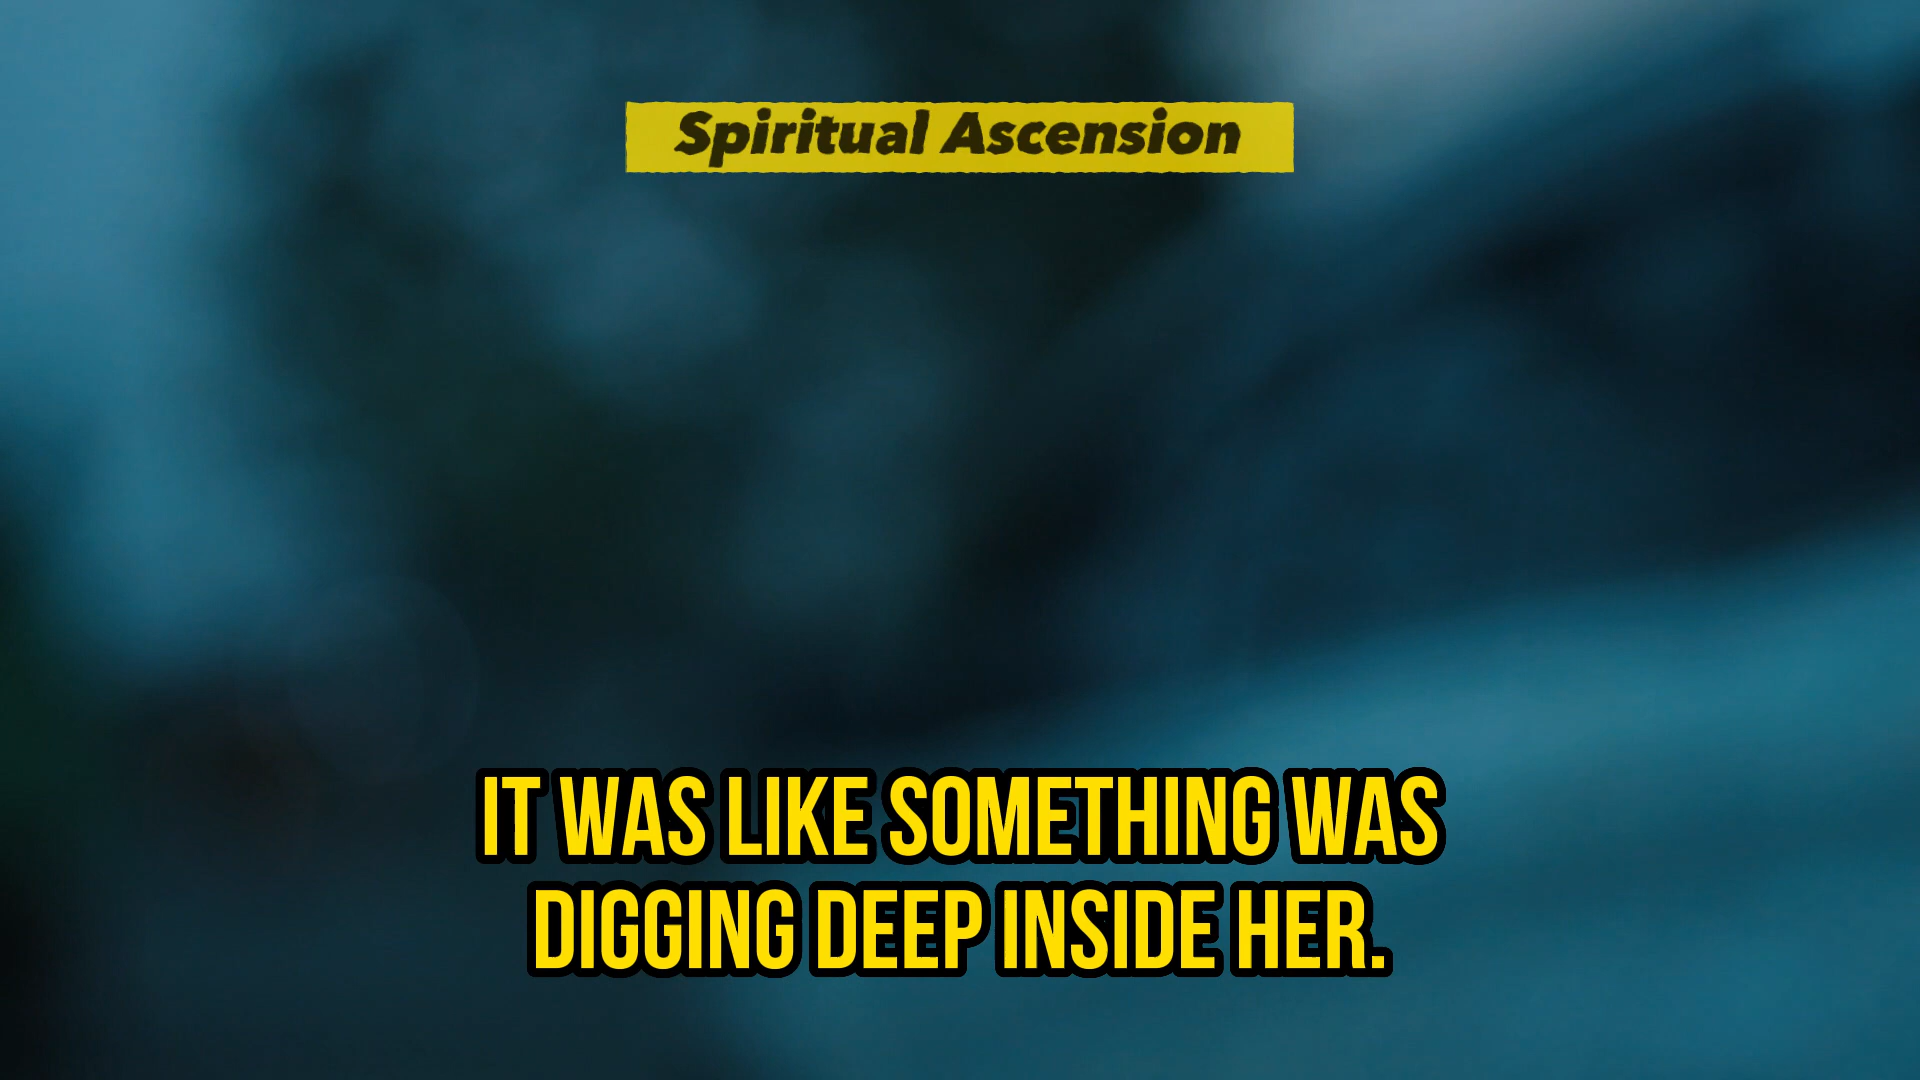 Spiritual Ascension
IT WAS LIKE SOMETHING WAS
DIGGING DEEP INSIDE HER.